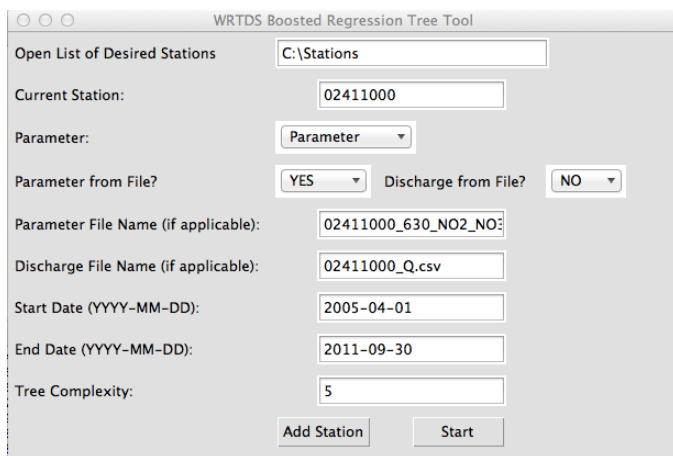 WRTDS Boosted Regression Tree Tool
Open List of Desired Stations C:\Stations
Current Station: 02411000
Parameter: Parameter
Parameter from File? YES Discharge from File? NO
Parameter File Name (if applicable): 02411000_630_NO2_NO3
Discharge File Name (if applicable): 02411000_Q.csv
Start Date (YYYY-MM-DD): 2005-04-01
End Date (YYYY-MM-DD): 2011-09-30
Tree Complexity: 5
Add Station Start